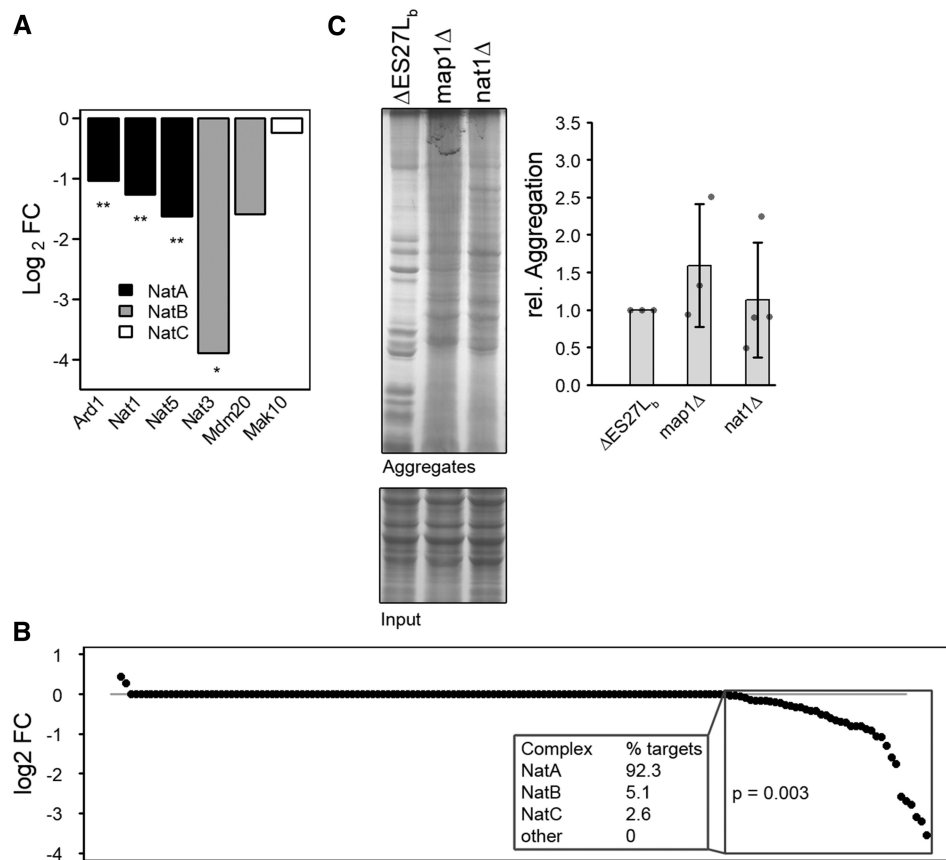 A
Log 2 FC
0
-1
-2
-3
-4
**
**
**
*
NatA
NatB
NatC
Ard1
Nat1
Nat5
Nat3
Mdm20
Mak10
C
ΔES27Lb
map1Δ
nat1Δ
Aggregates
Input
rel. Aggregation
3.5
3.0
2.5
2.0
1.5
1.0
0.5
0.0
ΔES27Lb
map1Δ
nat1Δ
B
log2 FC
1
0
-1
-2
-3
-4
Complex % targets
NatA 92.3
NatB 5.1
NatC 2.6
other 0
p = 0.003